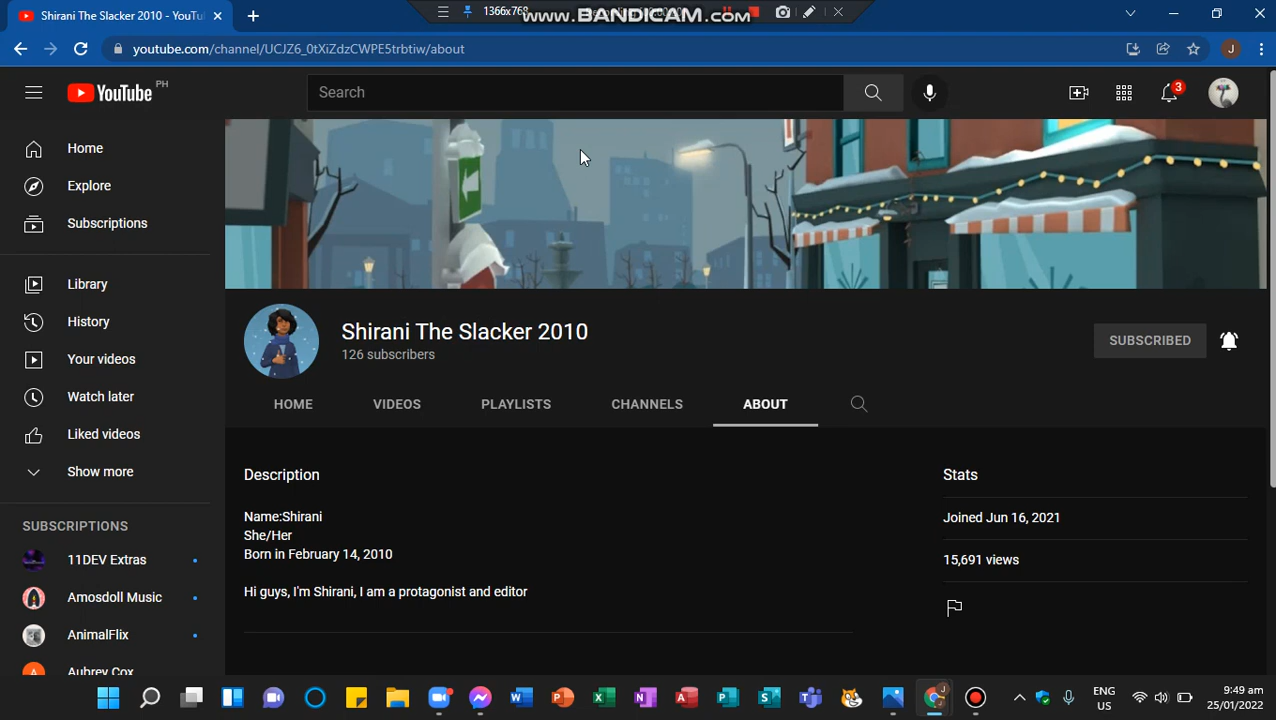 Shirani The Slacker 2010 - YouTu
1366x768
www.BANDICAM.com
youtube.com/channel/UCJZ6_0tXiZdzCWPE5trbtiw/about
J
YouTube PH
Search
3
Home
Explore
Subscriptions
Library
History
Your videos
Watch later
Liked videos
Show more
SUBSCRIPTIONS
11DEV Extras
Amosdoll Music
AnimalFlix
Aubrey Cox
Shirani The Slacker 2010
126 subscribers
SUBSCRIBED
HOME VIDEOS PLAYLISTS CHANNELS ABOUT
Description
Name:Shirani
She/Her
Born in February 14, 2010
Hi guys, I'm Shirani, I am a protagonist and editor
Stats
Joined Jun 16, 2021
15,691 views
ENG
US
9:49 am
25/01/2022